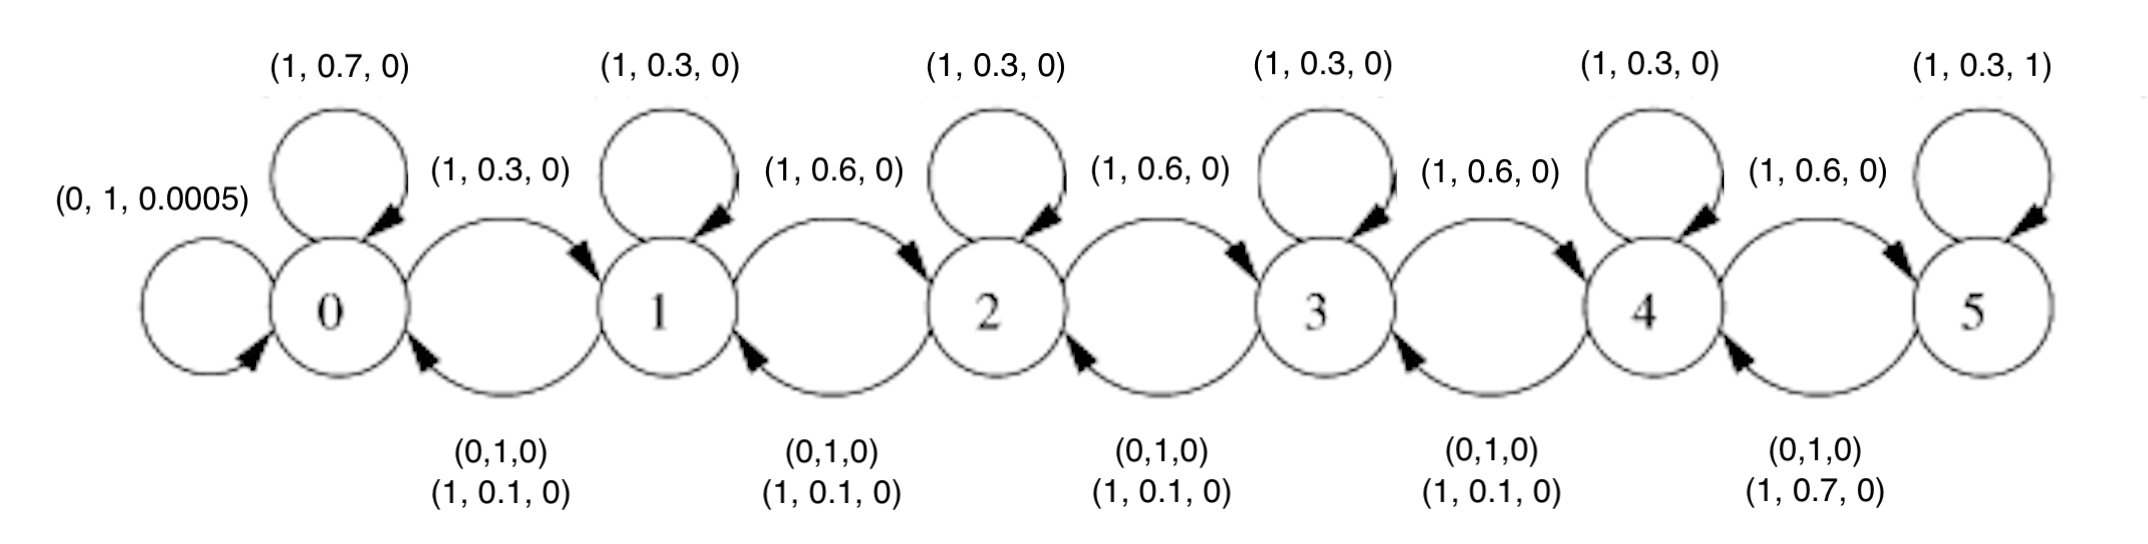 (1, 0.7, 0)
(1, 0.3, 0)
(1, 0.3, 0)
(1, 0.3, 0)
(1, 0.3, 0)
(1, 0.3, 1)
(0, 1, 0.0005)
(1, 0.3, 0)
(1, 0.6, 0)
(1, 0.6, 0)
(1, 0.6, 0)
(1, 0.6, 0)
0
1
2
3
4
5
(0,1,0)
(1, 0.1, 0)
(0,1,0)
(1, 0.1, 0)
(0,1,0)
(1, 0.1, 0)
(0,1,0)
(1, 0.1, 0)
(0,1,0)
(1, 0.7, 0)